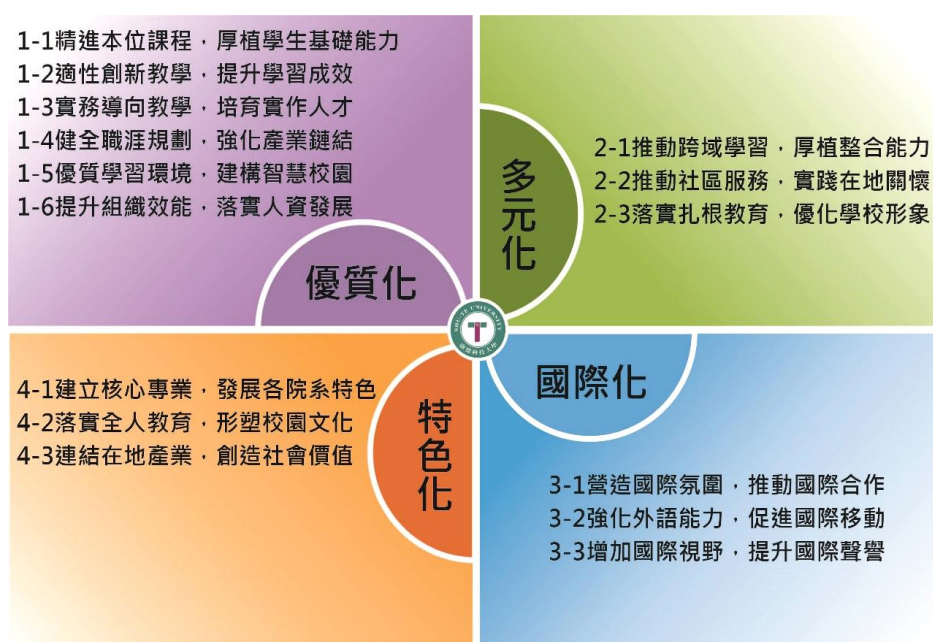 1-1精進本位課程，厚植學生基礎能力
1-2適性創新教學，提升學習成效
1-3實務導向教學，培育實作人才
1-4健全職涯規劃，強化產業鏈結
1-5優質學習環境，建構智慧校園
1-6提升組織效能，落實人資發展
優質化
多元化
2-1推動跨域學習，厚植整合能力
2-2推動社區服務，實踐在地關懷
2-3落實扎根教育，優化學校形象
SHU-TE UNIVERSITY
樹德科技大學
國際化
3-1營造國際氛圍，推動國際合作
3-2強化外語能力，促進國際移動
3-3增加國際視野，提升國際聲譽
4-1建立核心專業，發展各院系特色
4-2落實全人教育，形塑校園文化
4-3連結在地產業，創造社會價值
特色化